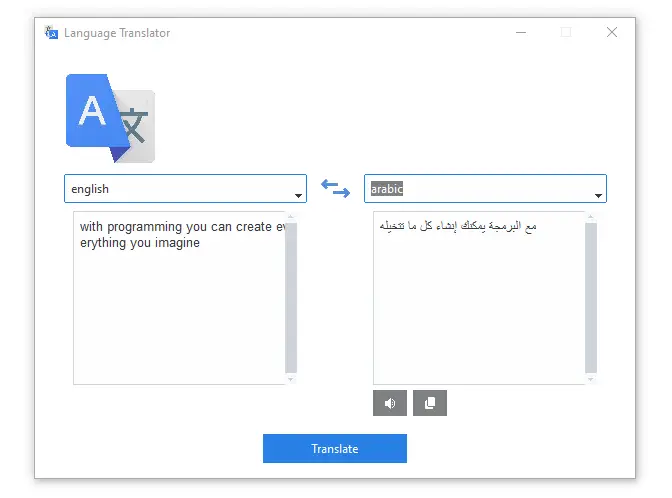 Language Translator
A 文
english
arabic
with programming you can create ev
erything you imagine
مع البرمجة يمكنك إنشاء كل ما تتخيله
Translate